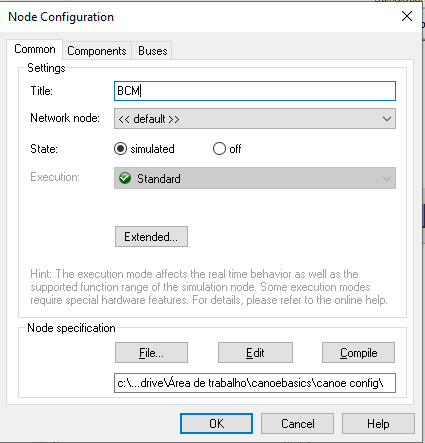 Node Configuration
Common Components Buses
Settings
Title: BCM
Network node: << default >>
State: simulated off
Execution: Standard
Extended...
Hint: The execution mode affects the real time behavior as well as the
supported function range of the simulation node. Some execution modes
require special hardware features. For details, please refer to the online help.
Node specification
File... Edit Compile
c:\...drive\Área de trabalho\canoebasics\canoe config\
OK Cancel Help